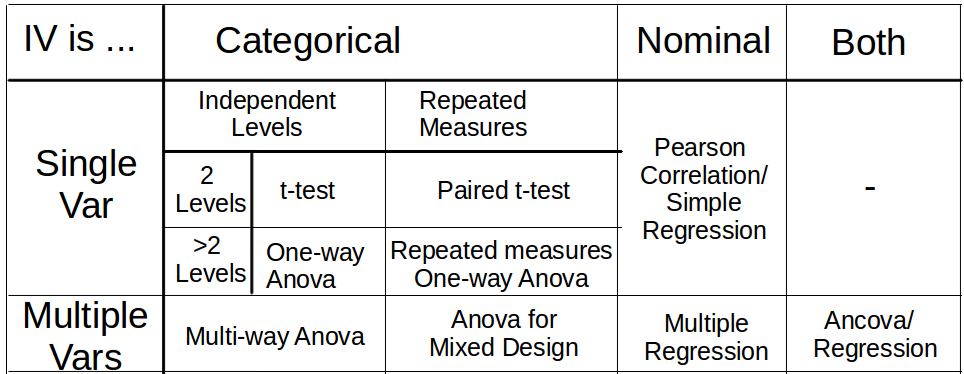 IV is ... Categorical Nominal Both
Independent
Levels
Repeated
Measures
Single
Var
2
Levels
t-test
Paired t-test
>2
Levels
One-way
Anova
Repeated measures
One-way Anova
Pearson
Correlation/
Simple
Regression
-
Multiple
Vars
Multi-way Anova
Anova for
Mixed Design
Multiple
Regression
Ancova/
Regression